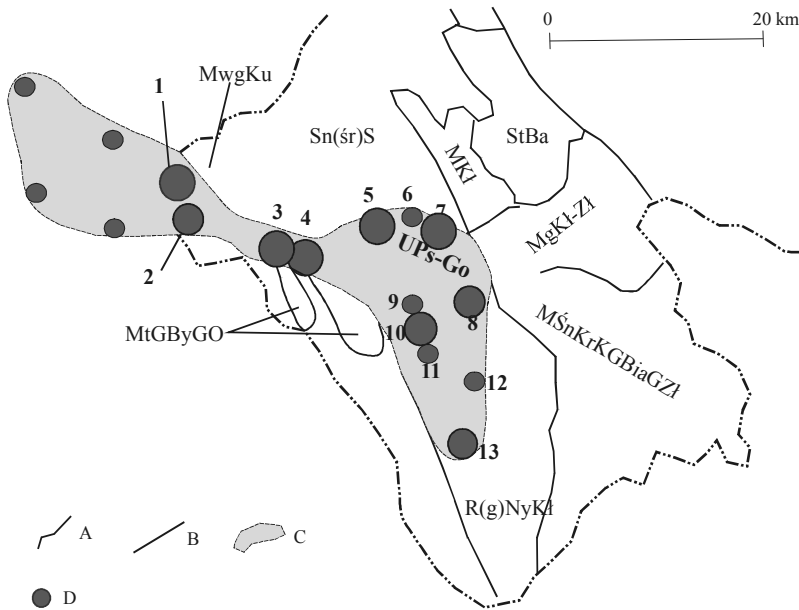 0 20 km
1 MwgKu
Sn(śr)S
StBa
MKł
MgKł-Zł
5 6 7
3 4
UPs-Go
2
MtGByGO
9
8
10
MŚnKrKGBiaGZł
11
12
13
R(g)NyKł
A B C
D